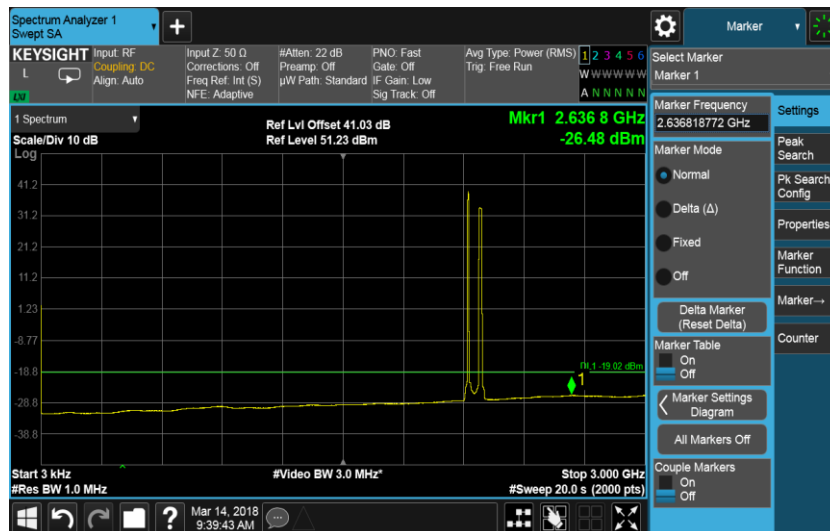 Spectrum Analyzer 1
Swept SA
+
Marker
KEYSIGHT
L
LXI
Input: RF
Coupling: DC
Align: Auto
Input Z: 50 Ω
Corrections: Off
Freq Ref: Int (S)
NFE: Adaptive
#Atten: 22 dB
Preamp: Off
µW Path: Standard
PNO: Fast
Gate: Off
IF Gain: Low
Sig Track: Off
Avg Type: Power (RMS)
Trig: Free Run
1 2 3 4 5 6
W W W W W W
A N N N N N
Select Marker
Marker 1
1 Spectrum
Scale/Div 10 dB
Log
Ref Lvl Offset 41.03 dB
Ref Level 51.23 dBm
Mkr1 2.636 8 GHz
-26.48 dBm
41.2
31.2
21.2
11.2
1.23
-8.77
-18.8
-28.8
-38.8
DL1 -19.02 dBm
1
Start 3 kHz
#Res BW 1.0 MHz
#Video BW 3.0 MHz*
Stop 3.000 GHz
#Sweep 20.0 s (2000 pts)
Marker Frequency
2.636818772 GHz
Marker Mode
Normal
Delta (Δ)
Fixed
Off
Delta Marker
(Reset Delta)
Marker Table
On
Off
Marker Settings
Diagram
All Markers Off
Couple Markers
On
Off
Settings
Peak
Search
Pk Search
Config
Properties
Marker
Function
Marker→
Counter
?
Mar 14, 2018
9:39:43 AM